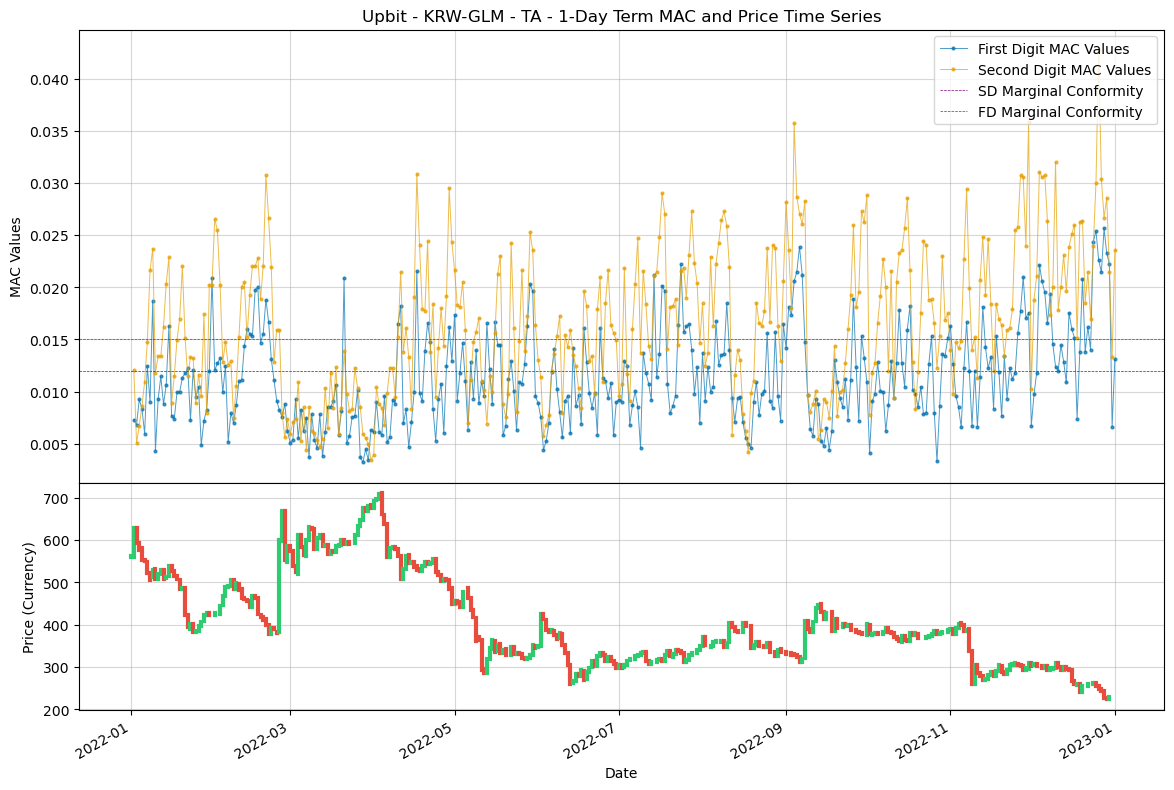 Upbit - KRW-GLM - TA - 1-Day Term MAC and Price Time Series
First Digit MAC Values
Second Digit MAC Values
SD Marginal Conformity
FD Marginal Conformity
MAC Values
0.040
0.035
0.030
0.025
0.020
0.015
0.010
0.005
Price (Currency)
700
600
500
400
300
200
2022-01
2022-03
2022-05
2022-07
2022-09
2022-11
2023-01
Date